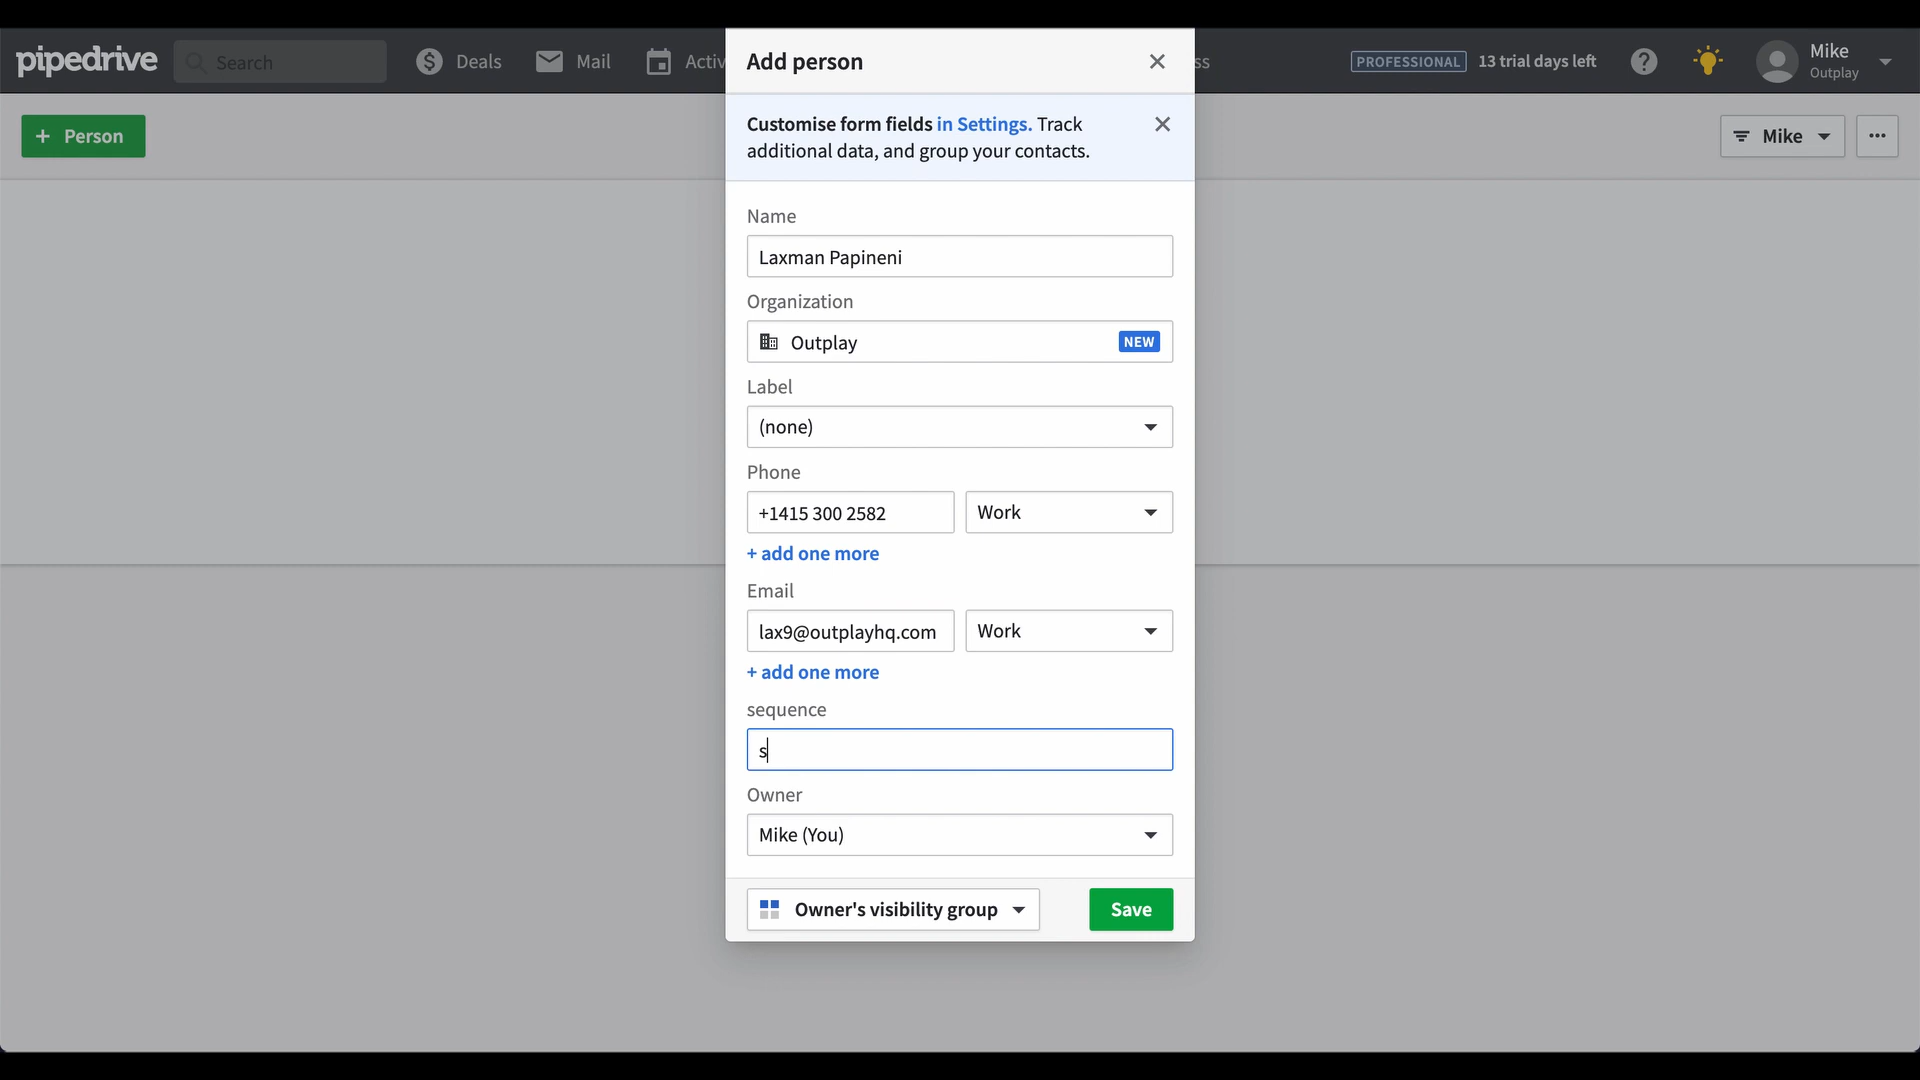 pipedrive
Search
Deals
Mail
Activ
ss
PROFESSIONAL
13 trial days left
Mike
Outplay
+ Person
Mike
Add person
Customise form fields in Settings. Track
additional data, and group your contacts.
Name
Laxman Papineni
Organization
Outplay
NEW
Label
(none)
Phone
+1415 300 2582
Work
+ add one more
Email
lax9@outplayhq.com
Work
+ add one more
sequence
s
Owner
Mike (You)
Owner's visibility group
Save